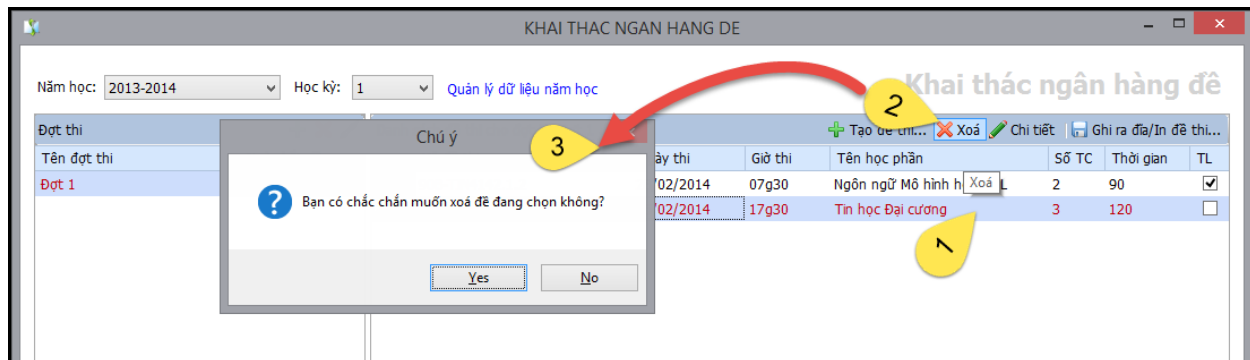 KHAI THAC NGAN HANG DE
Năm học: 2013-2014 Học kỳ: 1 Quản lý dữ liệu năm học
Khai thác ngân hàng đề
Đợt thi
Tạo đề thi... Xoá Chi tiết Ghi ra đĩa/In đề thi...
Tên đợt thi
thi Giờ thi Tên học phần Số TC Thời gian TL
Đợt 1
/02/2014 07g30 Ngôn ngữ Mô hình 2 90
/02/2014 17g30 Tin học Đại cương 3 120
Xoá
Chú ý
Bạn có chắc chắn muốn xoá đề đang chọn không?
Yes No
1
2
3